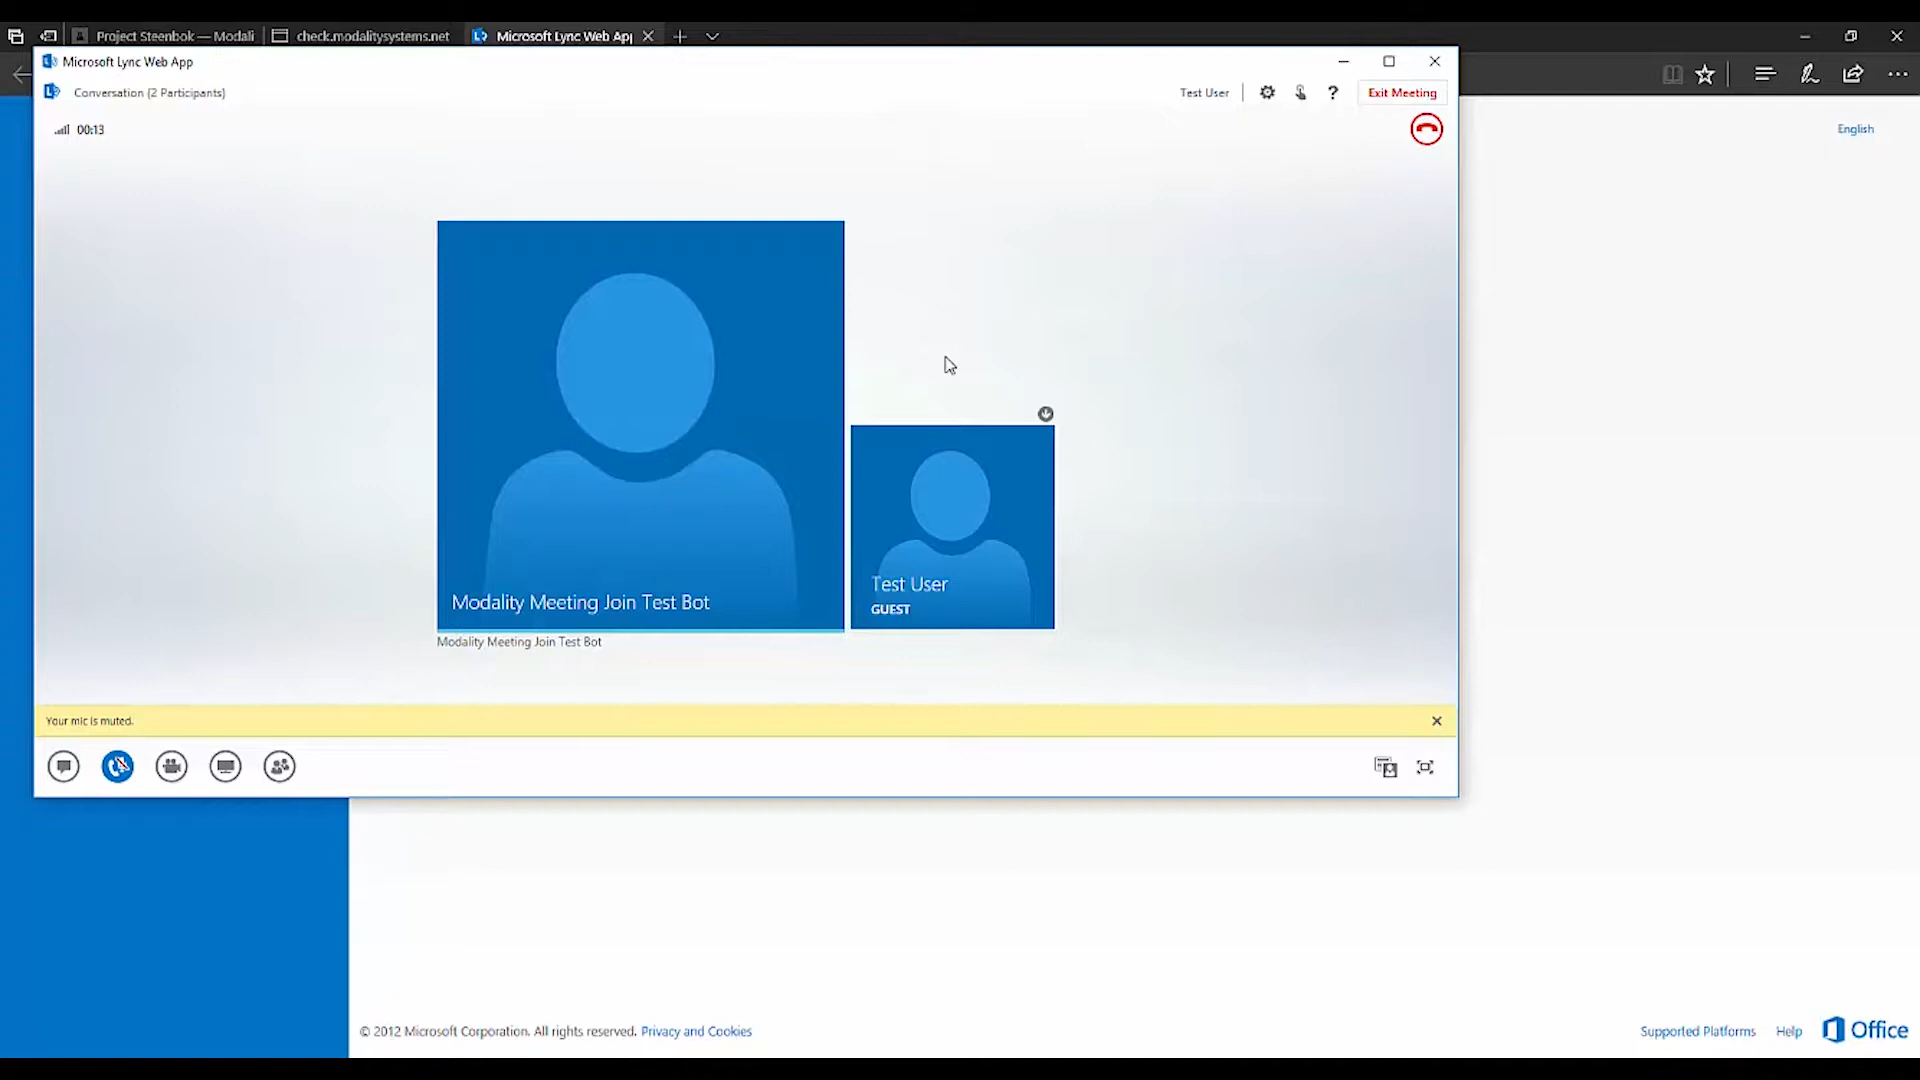 Project Steenbok — Modali
check.modalitysystems.net
Microsoft Lync Web App
Microsoft Lync Web App
Conversation (2 Participants)
Test User
?
Exit Meeting
00:13
English
Modality Meeting Join Test Bot
Test User
GUEST
Modality Meeting Join Test Bot
Your mic is muted.
© 2012 Microsoft Corporation. All rights reserved. Privacy and Cookies
Supported Platforms
Help
Office